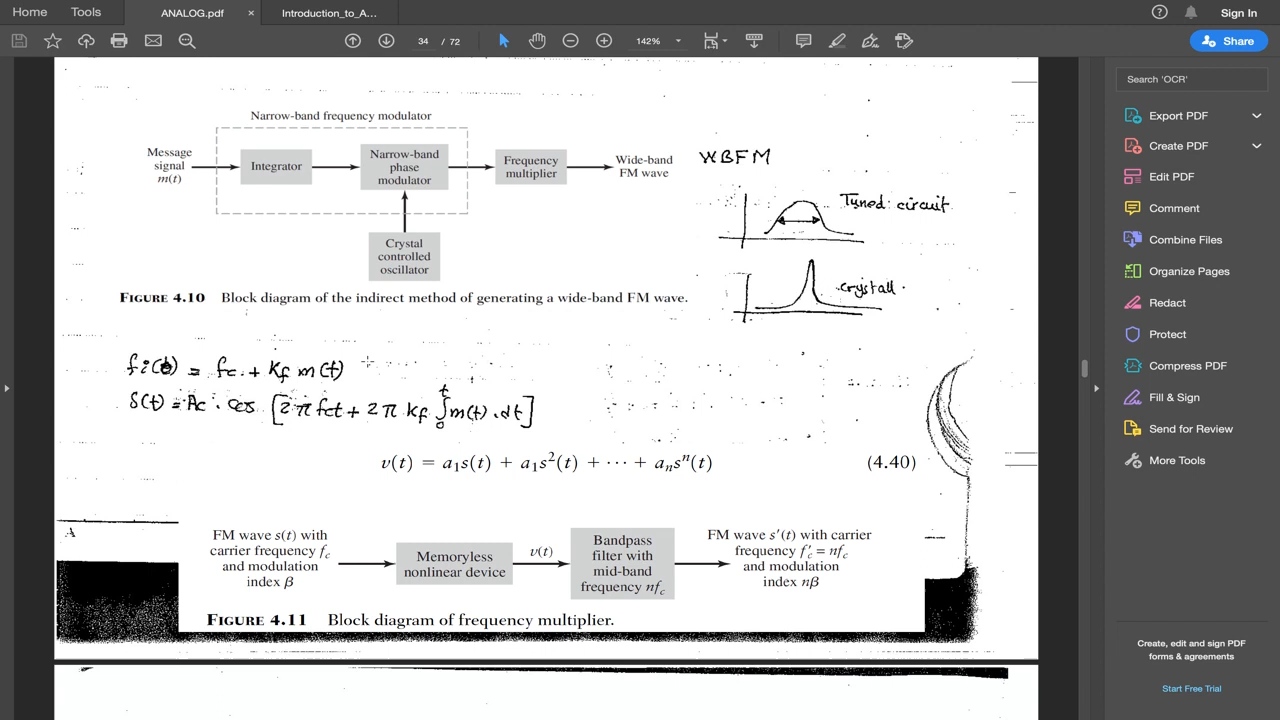 Home Tools ANALOG.pdf × Introduction_to_A... Sign In
34 / 72 142% Share
Search 'OCR'
Export PDF
Create PDF
Edit PDF
Comment
Combine Files
Organize Pages
Redact
Protect
Compress PDF
Fill & Sign
Send for Review
More Tools
Create, edit and sign PDF
forms & agreements
Start Free Trial
Narrow-band frequency modulator
Message
signal
m(t)
Integrator
Narrow-band
phase
modulator
Frequency
multiplier
Wide-band
FM wave
Crystal
controlled
oscillator
WBFM
Tuned circuit
crystall
FIGURE 4.10 Block diagram of the indirect method of generating a wide-band FM wave.
fi(t) = fc + Kf m(t)
S(t) = Ac . cos [2π fct + 2π kf ∫₀ᵗ m(t) . dt]
v(t) = a₁s(t) + a₁s²(t) + ⋯ + aₙsⁿ(t) (4.40)
FM wave s(t) with
carrier frequency fc
and modulation
index β
Memoryless
nonlinear device
v(t)
Bandpass
filter with
mid-band
frequency nfc
FM wave s′(t) with carrier
frequency f′c = nfc
and modulation
index nβ
FIGURE 4.11 Block diagram of frequency multiplier.